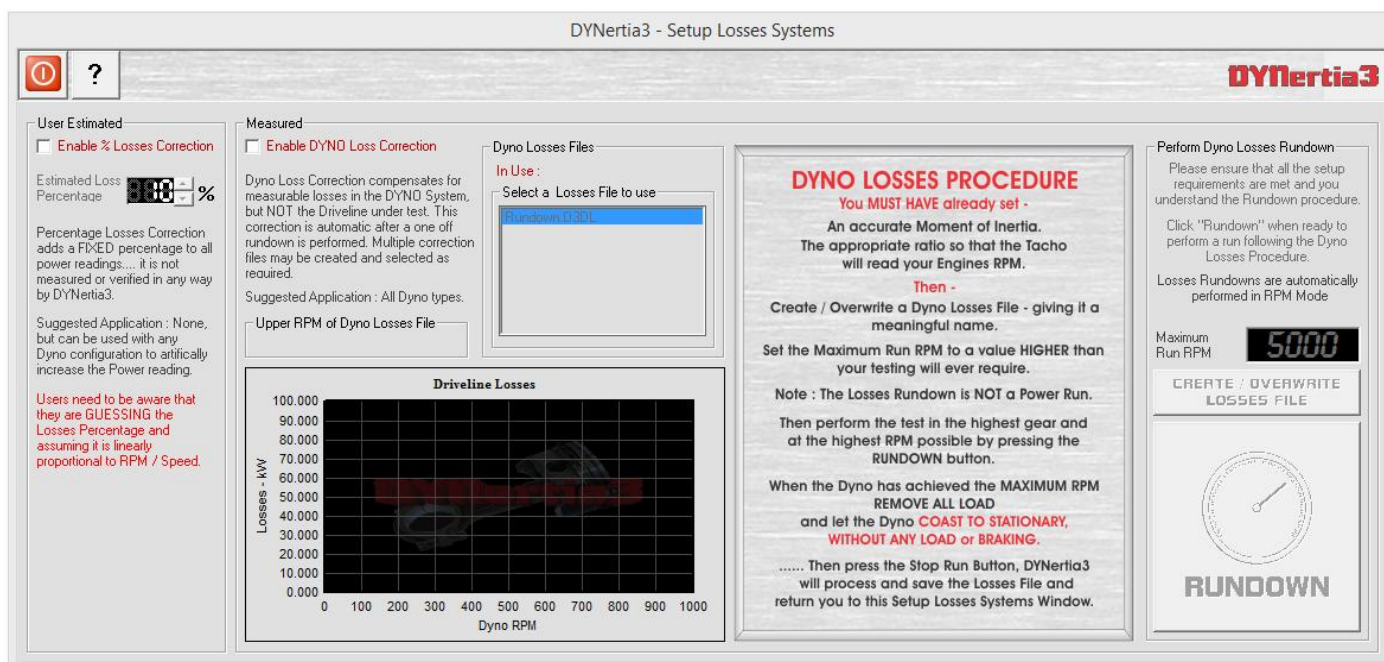 DYNertia3 - Setup Losses Systems
?
DYNertia3
User Estimated
Enable % Losses Correction
Estimated Loss
Percentage
10
%
Percentage Losses Correction
adds a FIXED percentage to all
power readings.... it is not
measured or verified in any way
by DYNertia3.
Suggested Application : None,
but can be used with any
Dyno configuration to artifically
increase the Power reading.
Users need to be aware that
they are GUESSING the
Losses Percentage and
assuming it is linearly
proportional to RPM / Speed.
Measured
Enable DYNO Loss Correction
Dyno Loss Correction compensates for
measurable losses in the DYNO System,
but NOT the Driveline under test. This
correction is automatic after a one off
rundown is performed. Multiple correction
files may be created and selected as
required.
Suggested Application : All Dyno types.
Upper RPM of Dyno Losses File
Dyno Losses Files
In Use :
Select a Losses File to use
Rundown.D3DL
Driveline Losses
100.000
90.000
80.000
70.000
60.000
50.000
40.000
30.000
20.000
10.000
0.000
Losses - kW
0 100 200 300 400 500 600 700 800 900 1000
Dyno RPM
DYNertia3
DYNO LOSSES PROCEDURE
You MUST HAVE already set -
An accurate Moment of Inertia.
The appropriate ratio so that the Tacho
will read your Engines RPM.
Then -
Create / Overwrite a Dyno Losses File - giving it a
meaningful name.
Set the Maximum Run RPM to a value HIGHER than
your testing will ever require.
Note : The Losses Rundown is NOT a Power Run.
Then perform the test in the highest gear and
at the highest RPM possible by pressing the
RUNDOWN button.
When the Dyno has achieved the MAXIMUM RPM
REMOVE ALL LOAD
and let the Dyno COAST TO STATIONARY,
WITHOUT ANY LOAD or BRAKING.
...... Then press the Stop Run Button, DYNertia3
will process and save the Losses File and
return you to this Setup Losses Systems Window.
Perform Dyno Losses Rundown
Please ensure that all the setup
requirements are met and you
understand the Rundown procedure.
Click "Rundown" when ready to
perform a run following the Dyno
Losses Procedure.
Losses Rundowns are automatically
performed in RPM Mode
Maximum
Run RPM
5000
CREATE / OVERWRITE
LOSSES FILE
RUNDOWN